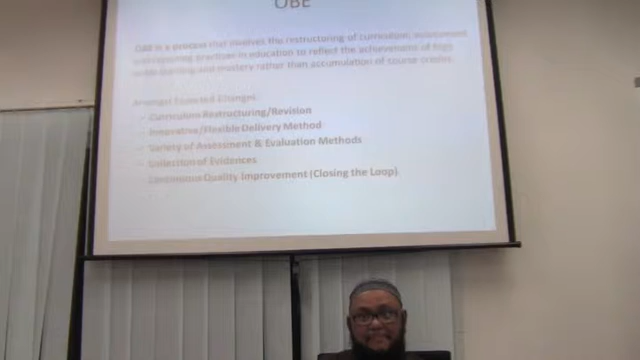 OBE
OBE is a process that involves the restructuring of curriculum, assessment
and reporting practices in education to reflect the achievement of high
order learning and mastery rather than accumulation of course credits.
Amongst Expected Changes:
Curriculum Restructuring/Revision
Innovative/Flexible Delivery Method
Variety of Assessment & Evaluation Methods
Collection of Evidences
Continuous Quality Improvement (Closing the Loop)